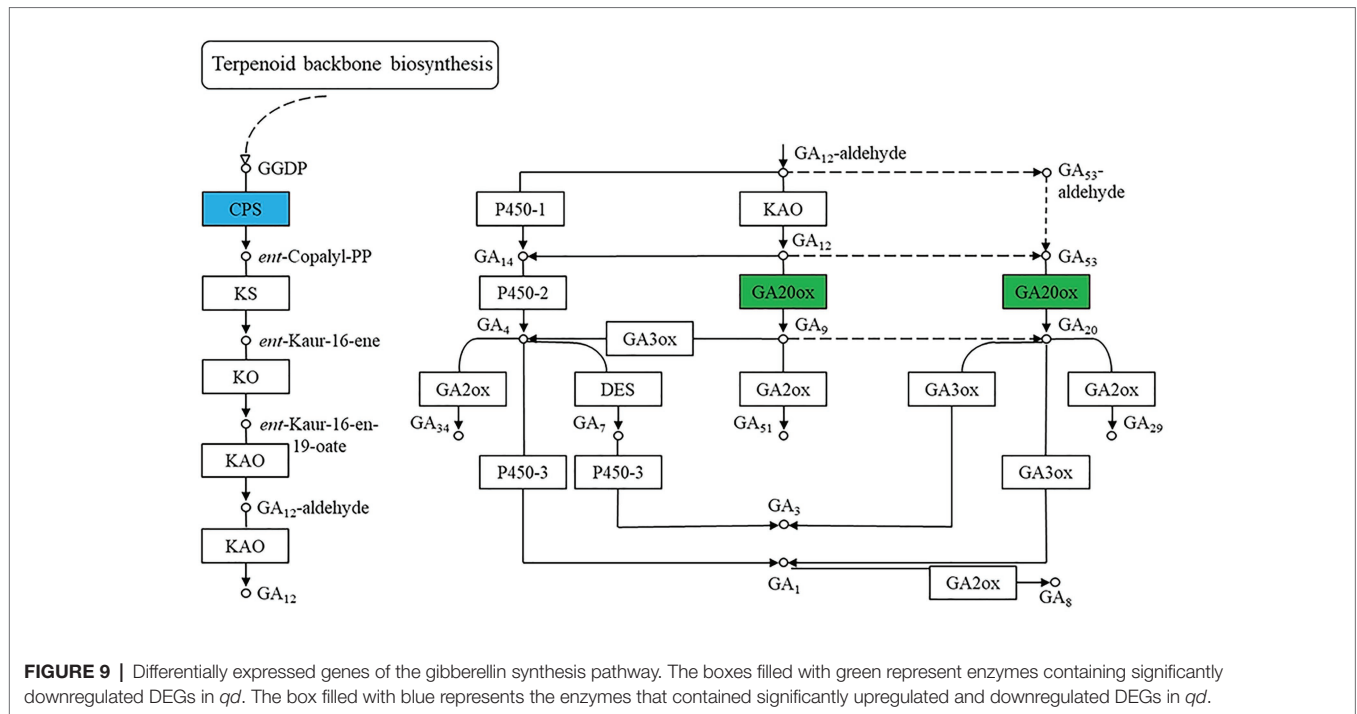 Terpenoid backbone biosynthesis
GGDP
CPS
ent-Copalyl-PP
KS
ent-Kaur-16-ene
KO
ent-Kaur-16-en-
19-oate
KAO
GA12-aldehyde
KAO
GA12
GA12-aldehyde
GA53-
aldehyde
P450-1
KAO
GA14
GA12
GA53
P450-2
GA20ox
GA20ox
GA4
GA3ox
GA9
GA20
GA2ox
DES
GA2ox
GA3ox
GA2ox
GA34
GA7
GA51
GA29
P450-3
P450-3
GA3ox
GA3
GA1
GA2ox
GA8
FIGURE 9 | Differentially expressed genes of the gibberellin synthesis pathway. The boxes filled with green represent enzymes containing significantly
downregulated DEGs in qd. The box filled with blue represents the enzymes that contained significantly upregulated and downregulated DEGs in qd.